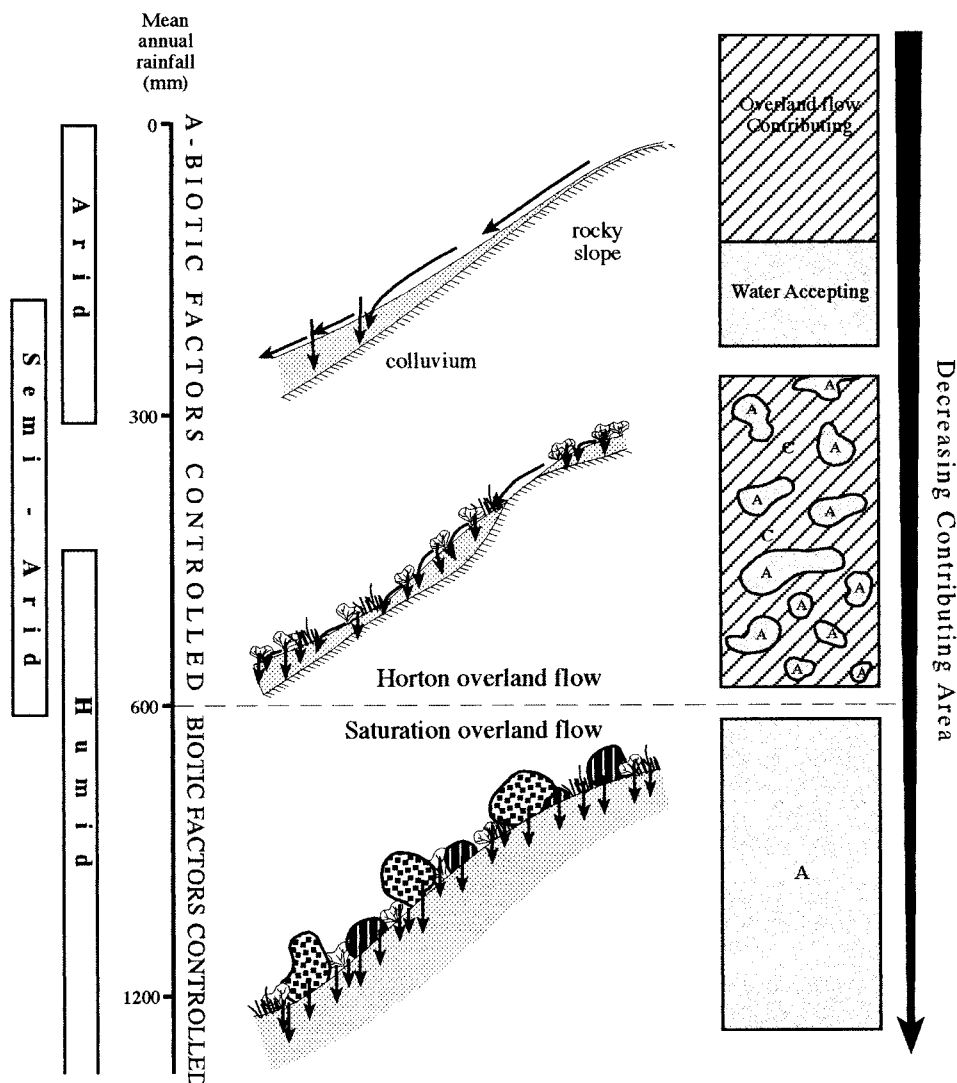 Mean
annual
rainfall
(mm)
0
300
600
1200
Arid
Semi-Arid
Humid
A-BIOTIC FACTORS CONTROLLED
BIOTIC FACTORS CONTROLLED
rocky
slope
colluvium
Horton overland flow
Saturation overland flow
Overland flow
Contributing
Water Accepting
A
A
A
C
A
A
C
A
A
A
A
A
A
A
A
Decreasing Contributing Area